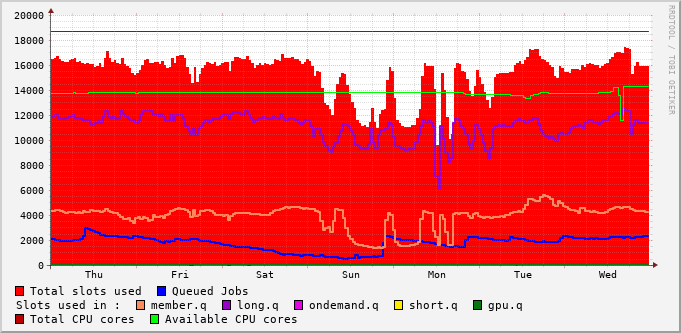 20000
18000
16000
14000
12000
10000
8000
6000
4000
2000
0
Thu Fri Sat Sun Mon Tue Wed
RRDTOOL / TOBI OETIKER
Total slots used Queued Jobs
Slots used in : member.q long.q ondemand.q short.q gpu.q
Total CPU cores Available CPU cores